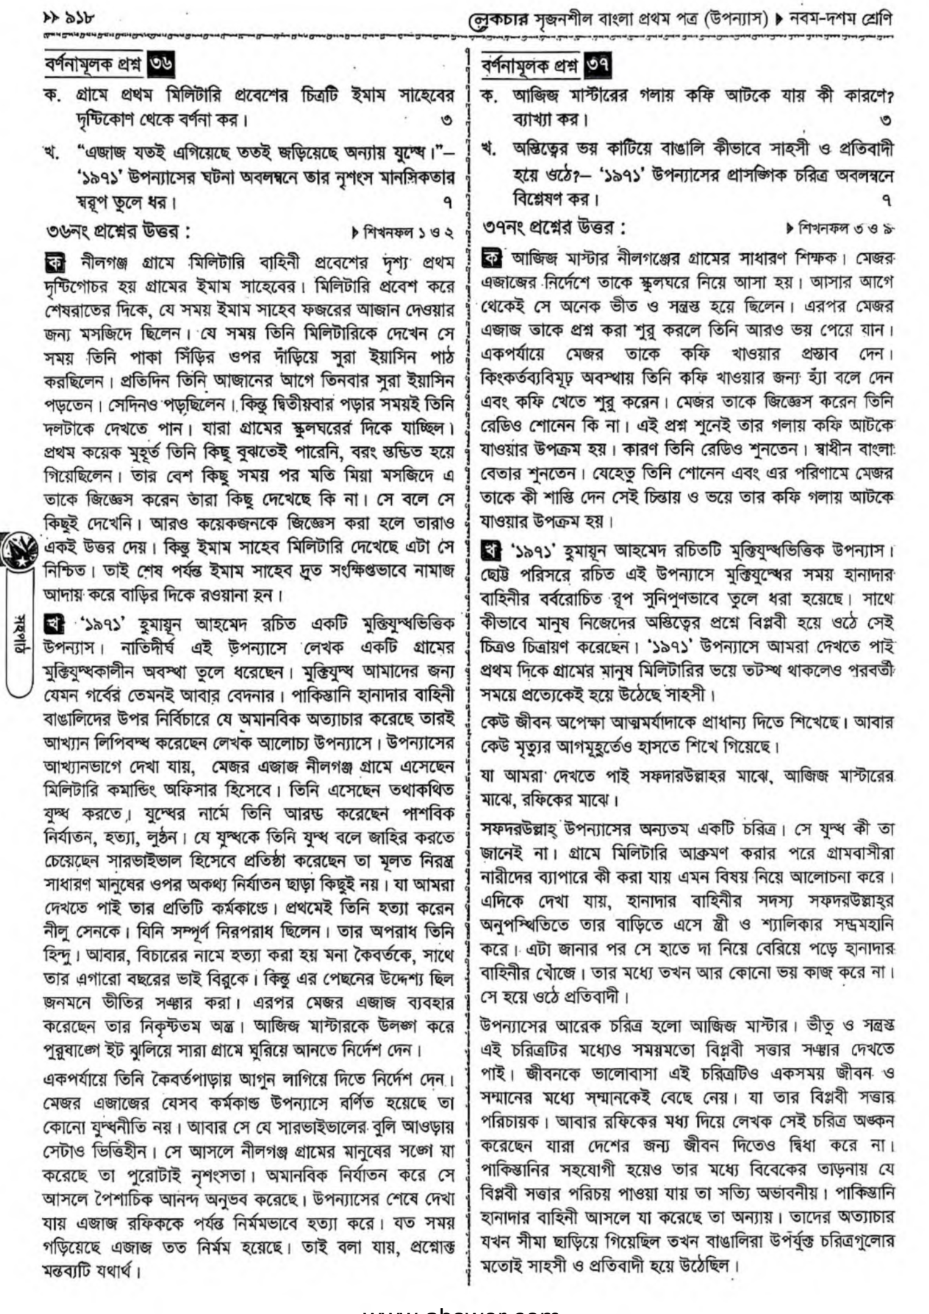 >> ৯১৮
লেকচার সৃজনশীল বাংলা প্রথম পত্র (উপন্যাস) ▶ নবম-দশম শ্রেণি
বর্ণনামূলক প্রশ্ন ৩৬
ক. গ্রামে প্রথম মিলিটারি প্রবেশের চিত্রটি ইমাম সাহেবের
দৃষ্টিকোণ থেকে বর্ণনা কর। ৩
খ. “এজাজ যতই এগিয়েছে ততই জড়িয়েছে অন্যায় যুদ্ধে।”–
‘১৯৭১’ উপন্যাসের ঘটনা অবলম্বনে তার নৃশংস মানসিকতার
স্বরূপ তুলে ধর। ৭
৩৬নং প্রশ্নের উত্তর : ▶ শিখনফল ১ ও ২
ক নীলগঞ্জ গ্রামে মিলিটারি বাহিনী প্রবেশের দৃশ্য প্রথম
দৃষ্টিগোচর হয় গ্রামের ইমাম সাহেবের। মিলিটারি প্রবেশ করে
শেষরাতের দিকে, যে সময় ইমাম সাহেব ফজরের আজান দেওয়ার
জন্য মসজিদে ছিলেন। যে সময় তিনি মিলিটারিকে দেখেন সে
সময় তিনি পাকা সিঁড়ির ওপর দাঁড়িয়ে সুরা ইয়াসিন পাঠ
করছিলেন। প্রতিদিন তিনি আজানের আগে তিনবার সুরা ইয়াসিন
পড়তেন। সেদিনও পড়ছিলেন। কিন্তু দ্বিতীয়বার পড়ার সময়ই তিনি
দলটাকে দেখতে পান। যারা গ্রামের স্কুলঘরের দিকে যাচ্ছিল।
প্রথম কয়েক মুহূর্ত তিনি কিছু বুঝতেই পারেনি, বরং স্তম্ভিত হয়ে
গিয়েছিলেন। তার বেশ কিছু সময় পর মতি মিয়া মসজিদে এ
তাকে জিজ্ঞেস করেন তারা কিছু দেখেছে কি না। সে বলে সে
কিছুই দেখেনি। আরও কয়েকজনকে জিজ্ঞেস করা হলে তারাও
একই উত্তর দেয়। কিন্তু ইমাম সাহেব মিলিটারি দেখেছে এটা সে
নিশ্চিত। তাই শেষ পর্যন্ত ইমাম সাহেব দ্রুত সংক্ষিপ্তভাবে নামাজ
আদায় করে বাড়ির দিকে রওয়ানা হন।
খ ‘১৯৭১’ হুমায়ূন আহমেদ রচিত একটি মুক্তিযুদ্ধভিত্তিক
উপন্যাস। নাতিদীর্ঘ এই উপন্যাসে লেখক একটি গ্রামের
মুক্তিযুদ্ধকালীন অবস্থা তুলে ধরেছেন। মুক্তিযুদ্ধ আমাদের জন্য
যেমন গর্বের তেমনই আবার বেদনার। পাকিস্তানি হানাদার বাহিনী
বাঙালিদের উপর নির্বিচারে যে অমানবিক অত্যাচার করেছে তারই
আখ্যান লিপিবদ্ধ করেছেন লেখক আলোচ্য উপন্যাসে। উপন্যাসের
আখ্যানভাগে দেখা যায়, মেজর এজাজ নীলগঞ্জ গ্রামে এসেছেন
মিলিটারি কমান্ডিং অফিসার হিসেবে। তিনি এসেছেন তথাকথিত
যুদ্ধ করতে। যুদ্ধের নামে তিনি আরম্ভ করেছেন পাশবিক
নির্যাতন, হত্যা, লুণ্ঠন। যে যুদ্ধকে তিনি যুদ্ধ বলে জাহির করতে
চেয়েছেন সারভাইভাল হিসেবে প্রতিষ্ঠা করেছেন তা মূলত নিরস্ত্র
সাধারণ মানুষের ওপর অকথ্য নির্যাতন ছাড়া কিছুই নয়। যা আমরা
দেখতে পাই তার প্রতিটি কর্মকাণ্ডে। প্রথমেই তিনি হত্যা করেন
নীলু সেনকে। যিনি সম্পূর্ণ নিরপরাধ ছিলেন। তার অপরাধ তিনি
হিন্দু। আবার, বিচারের নামে হত্যা করা হয় মনা কৈবর্তকে, সাথে
তার এগারো বছরের ভাই বিরুকে। কিন্তু এর পেছনের উদ্দেশ্য ছিল
জনমনে ভীতির সঞ্চার করা। এরপর মেজর এজাজ ব্যবহার
করেছেন তার নিকৃষ্টতম অস্ত্র। আজিজ মাস্টারকে উলঙ্গ করে
পুরুষাঙ্গে ইট ঝুলিয়ে সারা গ্রামে ঘুরিয়ে আনতে নির্দেশ দেন।
একপর্যায়ে তিনি কৈবর্তপাড়ায় আগুন লাগিয়ে দিতে নির্দেশ দেন।
মেজর এজাজের যেসব কর্মকান্ড উপন্যাসে বর্ণিত হয়েছে তা
কোনো যুদ্ধনীতি নয়। আবার সে যে সারভাইভালের বুলি আওড়ায়
সেটাও ভিত্তিহীন। সে আসলে নীলগঞ্জ গ্রামের মানুষের সঙ্গে যা
করেছে তা পুরোটাই নৃশংসতা। অমানবিক নির্যাতন করে সে
আসলে পৈশাচিক আনন্দ অনুভব করেছে। উপন্যাসের শেষে দেখা
যায় এজাজ রফিককে পর্যন্ত নির্মমভাবে হত্যা করে। যত সময়
গড়িয়েছে এজাজ তত নির্মম হয়েছে। তাই বলা যায়, প্রশ্নোক্ত
মন্তব্যটি যথার্থ।
সহপাঠ
বর্ণনামূলক প্রশ্ন ৩৭
ক. আজিজ মাস্টারের গলায় কফি আটকে যায় কী কারণে?
ব্যাখ্যা কর। ৩
খ. অস্তিত্বের ভয় কাটিয়ে বাঙালি কীভাবে সাহসী ও প্রতিবাদী
হয়ে ওঠে?– ‘১৯৭১’ উপন্যাসের প্রাসঙ্গিক চরিত্র অবলম্বনে
বিশ্লেষণ কর। ৭
৩৭নং প্রশ্নের উত্তর : ▶ শিখনফল ৩ ও ৯
ক আজিজ মাস্টার নীলগঞ্জের গ্রামের সাধারণ শিক্ষক। মেজর
এজাজের নির্দেশে তাকে স্কুলঘরে নিয়ে আসা হয়। আসার আগে
থেকেই সে অনেক ভীত ও সন্ত্রস্ত হয়ে ছিলেন। এরপর মেজর
এজাজ তাকে প্রশ্ন করা শুরু করলে তিনি আরও ভয় পেয়ে যান।
একপর্যায়ে মেজর তাকে কফি খাওয়ার প্রস্তাব দেন।
কিংকর্তব্যবিমূঢ় অবস্থায় তিনি কফি খাওয়ার জন্য হ্যাঁ বলে দেন
এবং কফি খেতে শুরু করেন। মেজর তাকে জিজ্ঞেস করেন তিনি
রেডিও শোনেন কি না। এই প্রশ্ন শুনেই তার গলায় কফি আটকে
যাওয়ার উপক্রম হয়। কারণ তিনি রেডিও শুনতেন। স্বাধীন বাংলা
বেতার শুনতেন। যেহেতু তিনি শোনেন এবং এর পরিণামে মেজর
তাকে কী শাস্তি দেন সেই চিন্তায় ও ভয়ে তার কফি গলায় আটকে
যাওয়ার উপক্রম হয়।
খ ‘১৯৭১’ হুমায়ূন আহমেদ রচিতটি মুক্তিযুদ্ধভিত্তিক উপন্যাস।
ছোট্ট পরিসরে রচিত এই উপন্যাসে মুক্তিযুদ্ধের সময় হানাদার
বাহিনীর বর্বরোচিত রূপ সুনিপুণভাবে তুলে ধরা হয়েছে। সাথে
কীভাবে মানুষ নিজেদের অস্তিত্বের প্রশ্নে বিপ্লবী হয়ে ওঠে সেই
চিত্রও চিত্রায়ণ করেছেন। ‘১৯৭১’ উপন্যাসে আমরা দেখতে পাই
প্রথম দিকে গ্রামের মানুষ মিলিটারির ভয়ে তটস্থ থাকলেও পরবর্তী
সময়ে প্রত্যেকেই হয়ে উঠেছে সাহসী।
কেউ জীবন অপেক্ষা আত্মমর্যাদাকে প্রাধান্য দিতে শিখেছে। আবার
কেউ মৃত্যুর আগমূহূর্তেও হাসতে শিখে গিয়েছে।
যা আমরা দেখতে পাই সফদারউল্লাহর মাঝে, আজিজ মাস্টারের
মাঝে, রফিকের মাঝে।
সফদরউল্লাহ্ উপন্যাসের অন্যতম একটি চরিত্র। সে যুদ্ধ কী তা
জানেই না। গ্রামে মিলিটারি আক্রমণ করার পরে গ্রামবাসীরা
নারীদের ব্যাপারে কী করা যায় এমন বিষয় নিয়ে আলোচনা করে।
এদিকে দেখা যায়, হানাদার বাহিনীর সদস্য সফদরউল্লাহ্‌র
অনুপস্থিতিতে তার বাড়িতে এসে স্ত্রী ও শ্যালিকার সম্ভ্রমহানি
করে। এটা জানার পর সে হাতে দা নিয়ে বেরিয়ে পড়ে হানাদার
বাহিনীর খোঁজে। তার মধ্যে তখন আর কোনো ভয় কাজ করে না।
সে হয়ে ওঠে প্রতিবাদী।
উপন্যাসের আরেক চরিত্র হলো আজিজ মাস্টার। ভীতু ও সন্ত্রস্ত
এই চরিত্রটির মধ্যেও সময়মতো বিপ্লবী সত্তার সঞ্চার দেখতে
পাই। জীবনকে ভালোবাসা এই চরিত্রটিও একসময় জীবন ও
সম্মানের মধ্যে সম্মানকেই বেছে নেয়। যা তার বিপ্লবী সত্তার
পরিচায়ক। আবার রফিকের মধ্য দিয়ে লেখক সেই চরিত্র অঙ্কন
করেছেন যারা দেশের জন্য জীবন দিতেও দ্বিধা করে না।
পাকিস্তানির সহযোগী হয়েও তার মধ্যে বিবেকের তাড়নায় যে
বিপ্লবী সত্তার পরিচয় পাওয়া যায় তা সত্যি অভাবনীয়। পাকিস্তানি
হানাদার বাহিনী আসলে যা করেছে তা অন্যায়। তাদের অত্যাচার
যখন সীমা ছাড়িয়ে গিয়েছিল তখন বাঙালিরা উপর্যুক্ত চরিত্রগুলোর
মতোই সাহসী ও প্রতিবাদী হয়ে উঠেছিল।